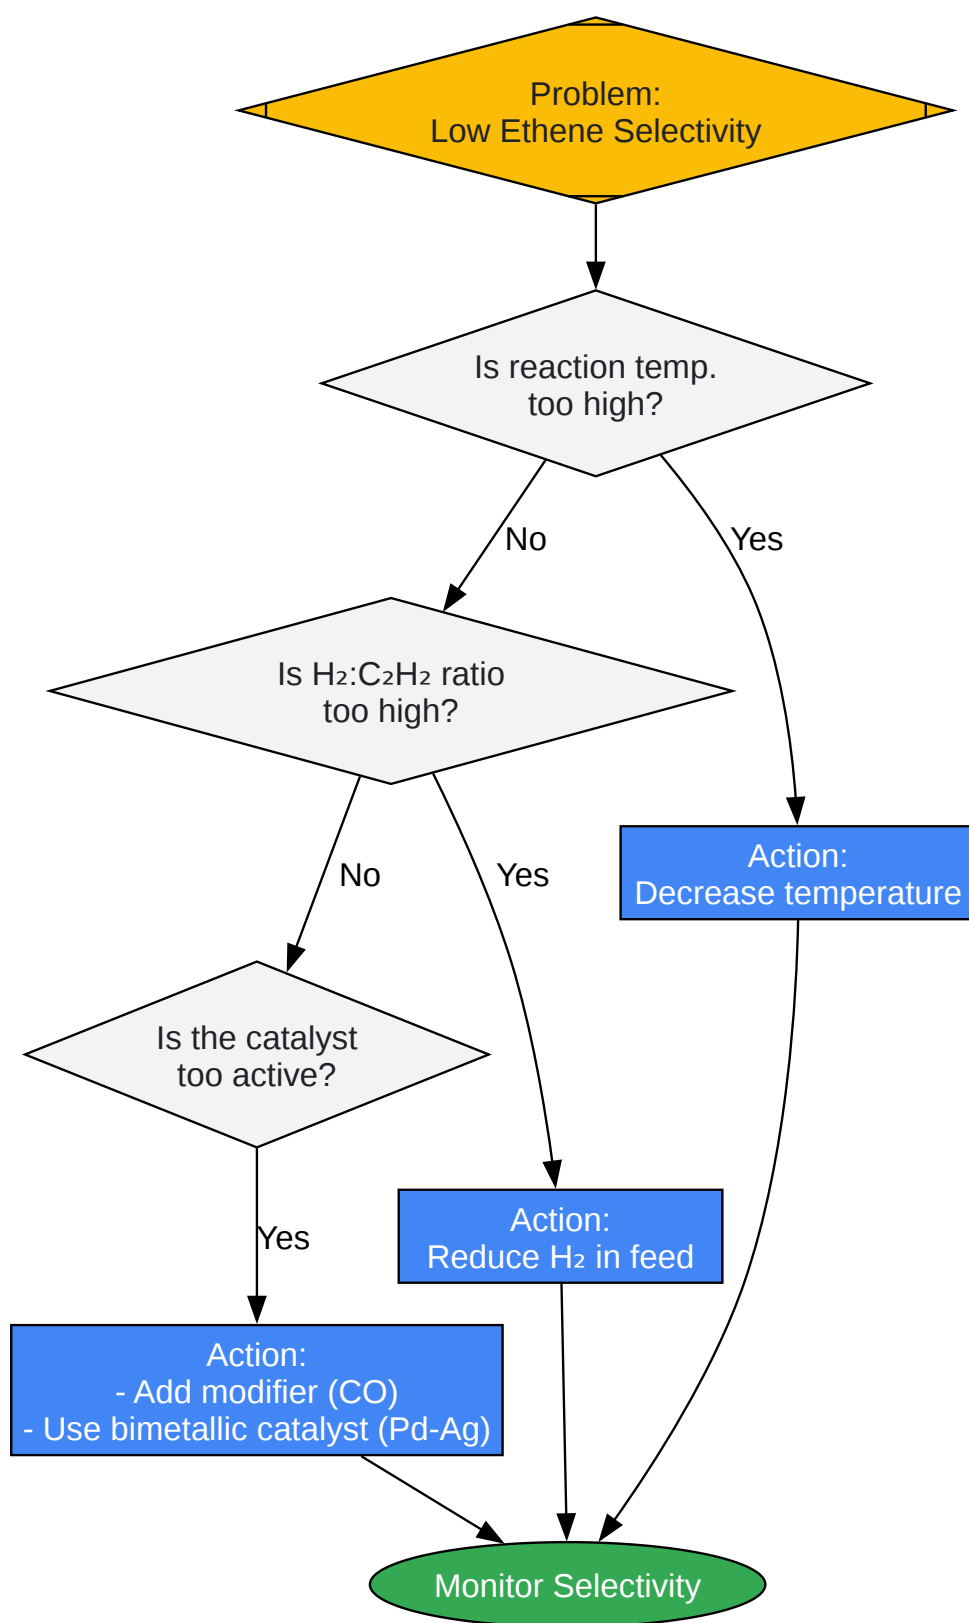 Problem:
Low Ethene Selectivity
Is reaction temp.
too high?
No
Yes
Is H₂:C₂H₂ ratio
too high?
Action:
Decrease temperature
No
Yes
Is the catalyst
too active?
Action:
Reduce H₂ in feed
Yes
Action:
- Add modifier (CO)
- Use bimetallic catalyst (Pd-Ag)
Monitor Selectivity